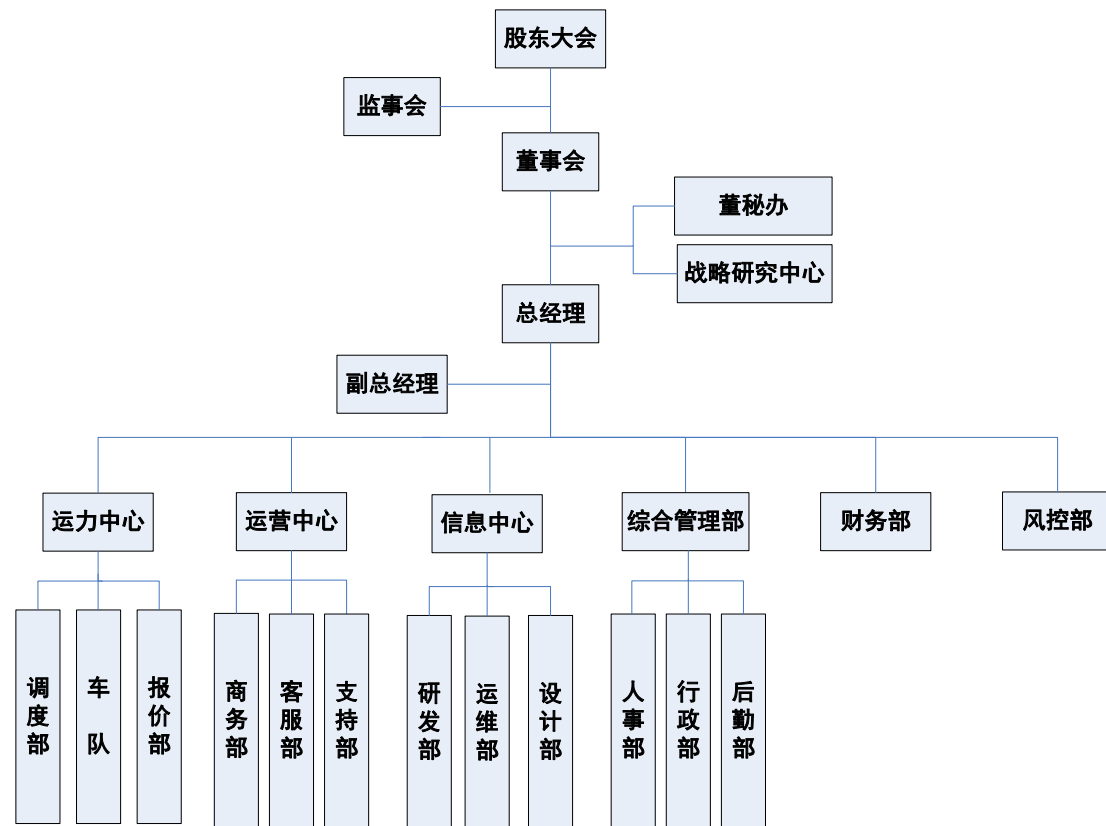 股东大会
监事会
董事会
董秘办
战略研究中心
总经理
副总经理
运力中心
运营中心
信息中心
综合管理部
财务部
风控部
调度部
车队
报价部
商务部
客服部
支持部
研发部
运维部
设计部
人事部
行政部
后勤部